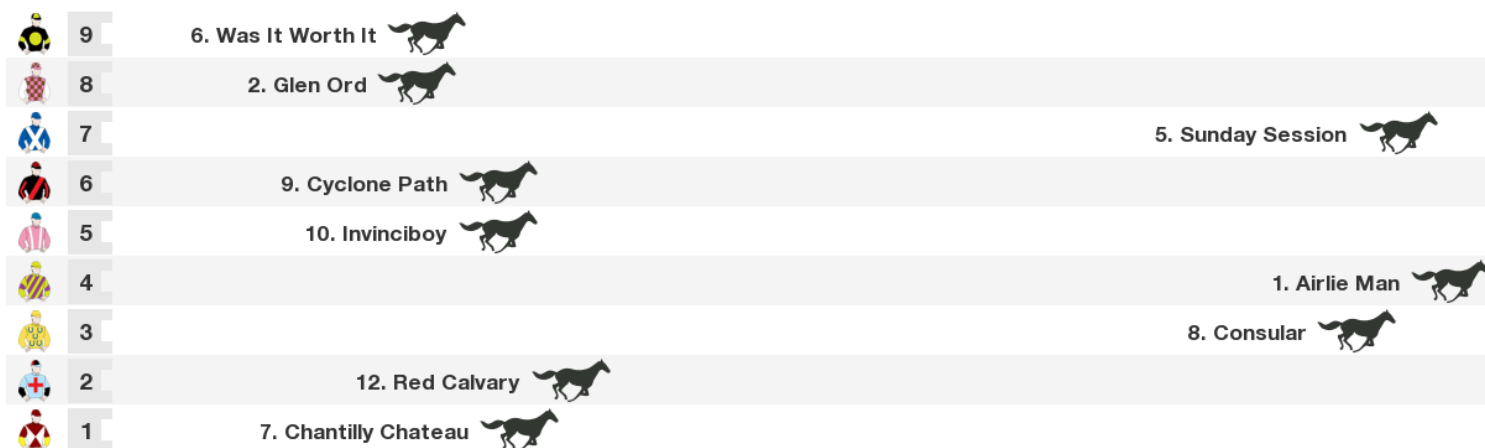 9 6. Was It Worth It
8 2. Glen Ord
7 5. Sunday Session
6 9. Cyclone Path
5 10. Invinciboy
4 1. Airlie Man
3 8. Consular
2 12. Red Calvary
1 7. Chantilly Chateau